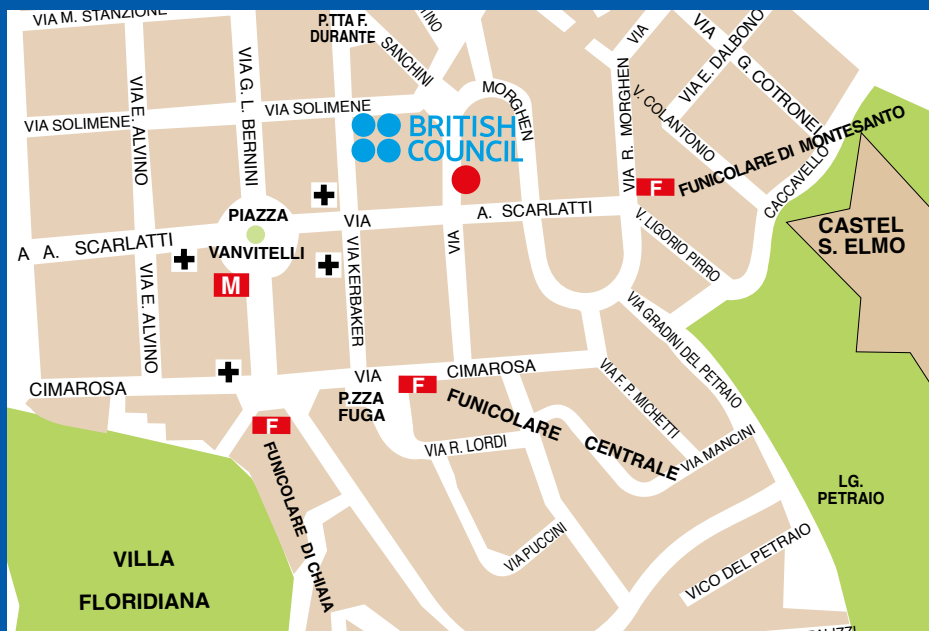 VIA M. STANZIONE
P.TTA F.
DURANTE
TINO
SANCHINI
VIA
VIA
VIA E. DALBONO
G. COTRONEI
VIA G. L. BERNINI
VIA E. ALVINO
VIA SOLIMENE
VIA SOLIMENE
MORGHEN
VIA R. MORGHEN
V. COLANTONIO
BRITISH
COUNCIL
F
FUNICOLARE DI MONTESANTO
CACCAVELLO
PIAZZA
VANVITELLI
A A. SCARLATTI
VIA
A. SCARLATTI
VIA
V. LIGORIO PIRRO
CASTEL
S. ELMO
M
VIA KERBAKER
VIA E. ALVINO
VIA GRADINI DEL PETRAIO
CIMAROSA
VIA
CIMAROSA
F
P.ZZA
FUGA
FUNICOLARE CENTRALE
VIA F. P. MICHETTI
F
FUNICOLARE DI CHIAIA
VIA R. LORDI
VIA MANCINI
LG.
PETRAIO
VIA PUCCINI
VICO DEL PETRAIO
VILLA
FLORIDIANA